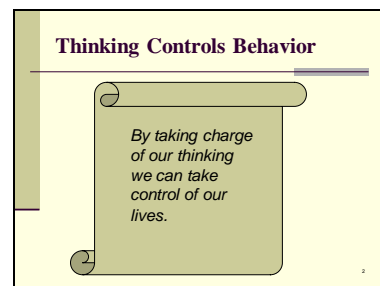 Thinking Controls Behavior
By taking charge
of our thinking
we can take
control of our
lives.
2